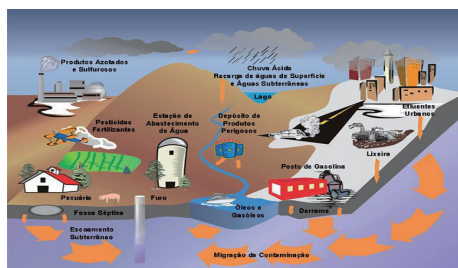 Produtos Azotados
e Sulfurosos
Chuva Ácida
Recarga de águas de Superfície
e Águas Subterrâneas
Lago
Efluentes
Urbanos
Pesticidas
Fertilizantes
Estação de
Abastecimento
de Água
Depósito de
Produtos
Perigosos
Lixeira
Posto de Gasolina
Pecuária
Furo
Fossa Séptica
Óleos e
Gasóleos
Derrame
Escoamento
Subterrâneo
Migração da Contaminação